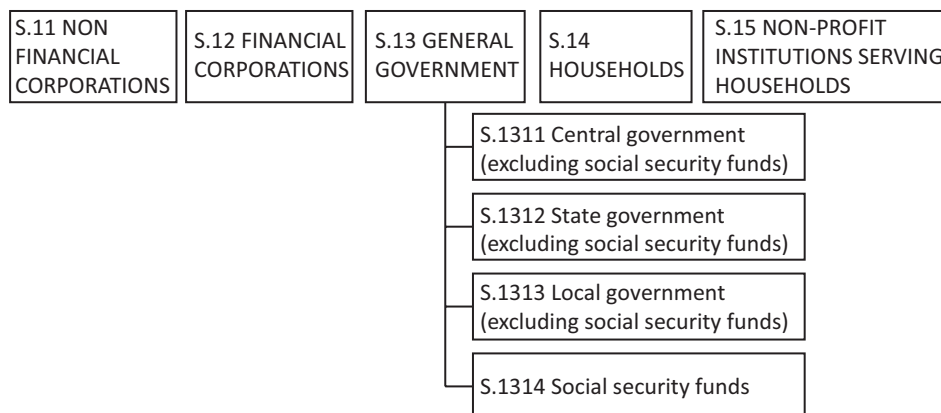 S.11 NON
FINANCIAL
CORPORATIONS
S.12 FINANCIAL
CORPORATIONS
S.13 GENERAL
GOVERNMENT
S.14
HOUSEHOLDS
S.15 NON-PROFIT
INSTITUTIONS SERVING
HOUSEHOLDS
S.1311 Central government
(excluding social security funds)
S.1312 State government
(excluding social security funds)
S.1313 Local government
(excluding social security funds)
S.1314 Social security funds